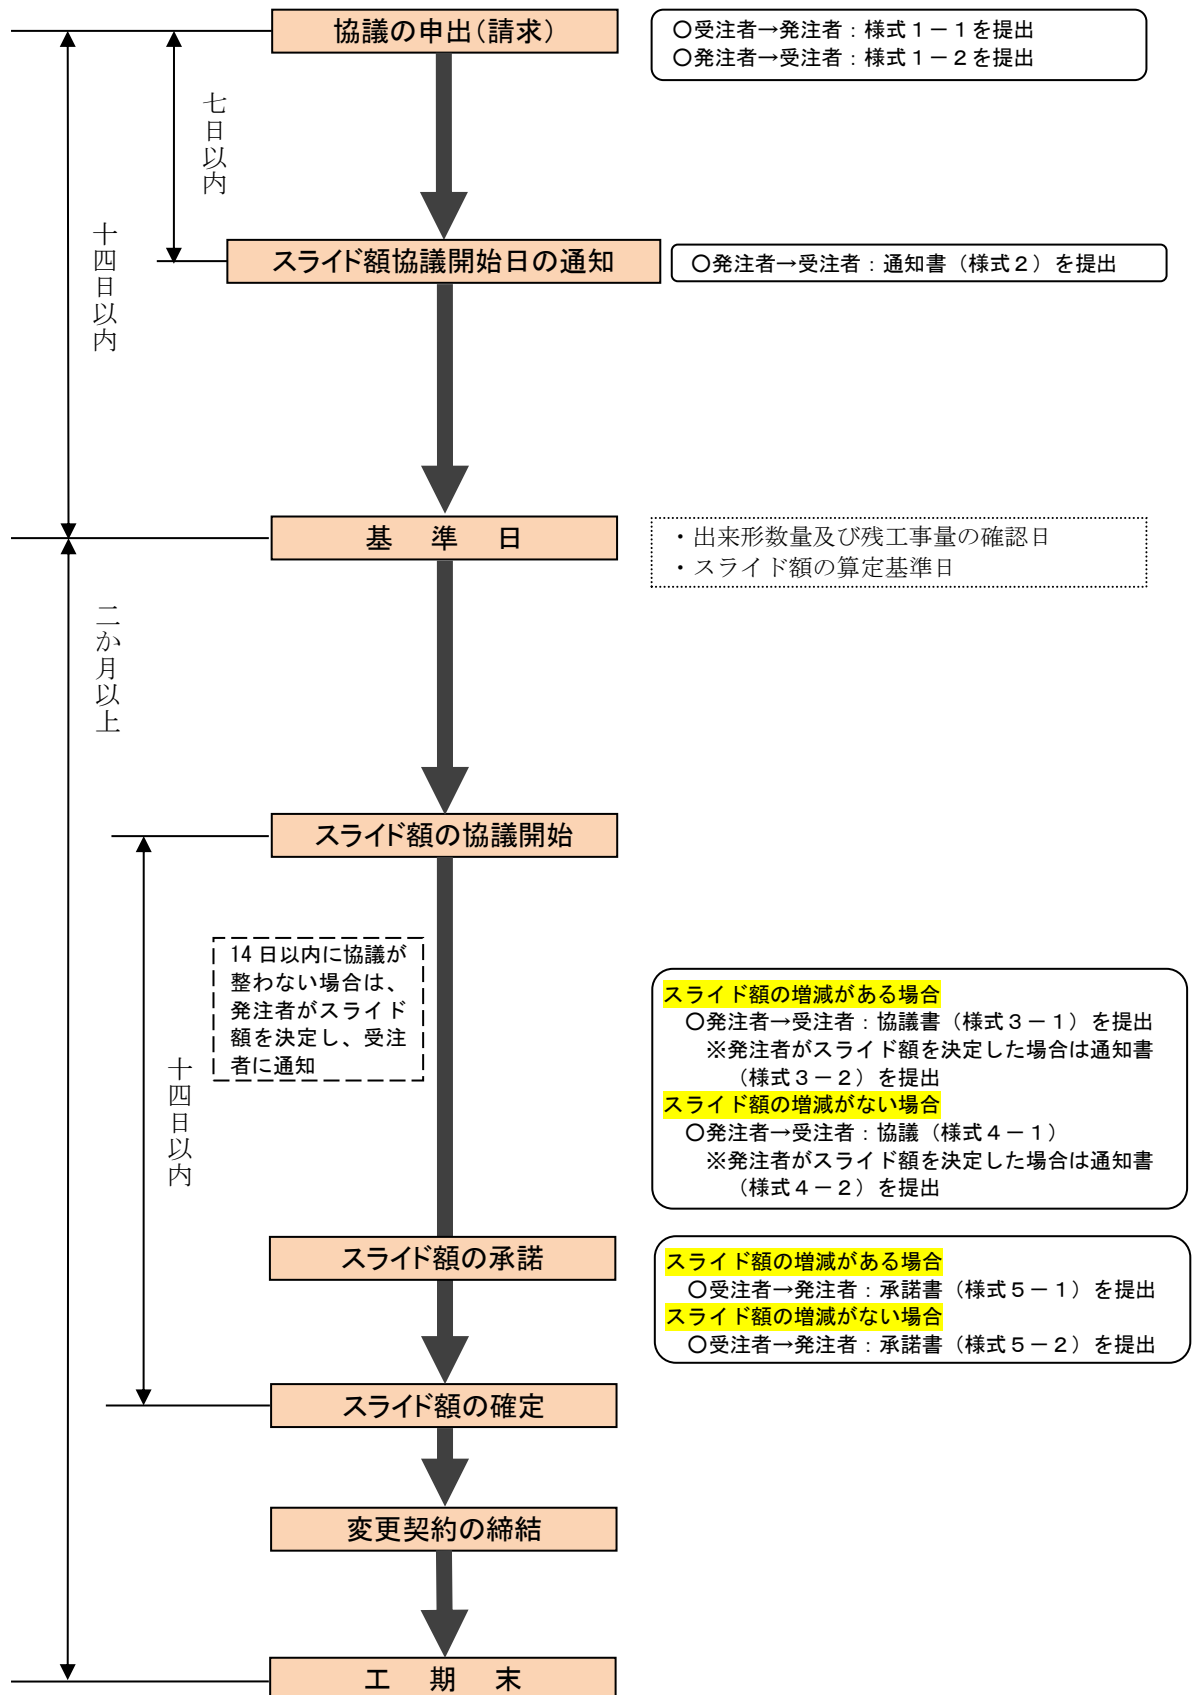 協議の申出（請求）
○受注者→発注者：様式１－１を提出
○発注者→受注者：様式１－２を提出
七日以内
十四日以内
スライド額協議開始日の通知
○発注者→受注者：通知書（様式２）を提出
基　準　日
・出来形数量及び残工事量の確認日
・スライド額の算定基準日
二か月以上
スライド額の協議開始
14日以内に協議が
整わない場合は、
発注者がスライド
額を決定し、受注
者に通知
十四日以内
スライド額の増減がある場合
○発注者→受注者：協議書（様式３－１）を提出
※発注者がスライド額を決定した場合は通知書
（様式３－２）を提出
スライド額の増減がない場合
○発注者→受注者：協議（様式４－１）
※発注者がスライド額を決定した場合は通知書
（様式４－２）を提出
スライド額の承諾
スライド額の増減がある場合
○受注者→発注者：承諾書（様式５－１）を提出
スライド額の増減がない場合
○受注者→発注者：承諾書（様式５－２）を提出
スライド額の確定
変更契約の締結
工　期　末